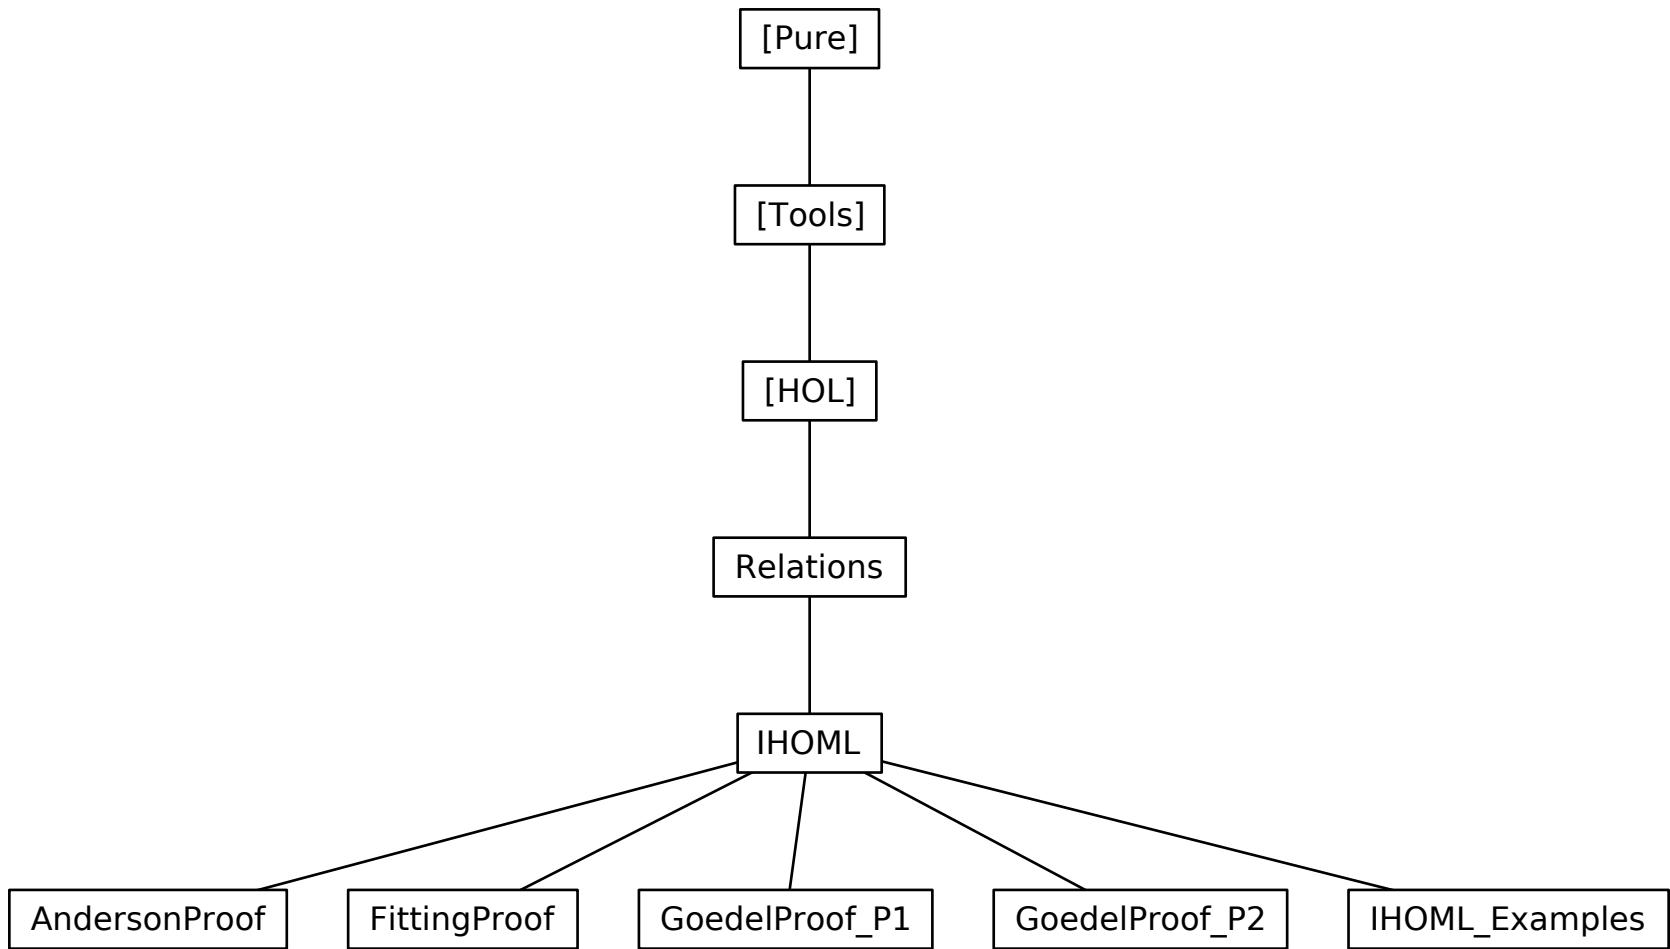 [Pure]
[Tools]
[HOL]
Relations
IHOML
AndersonProof
FittingProof
GoedelProof_P1
GoedelProof_P2
IHOML_Examples